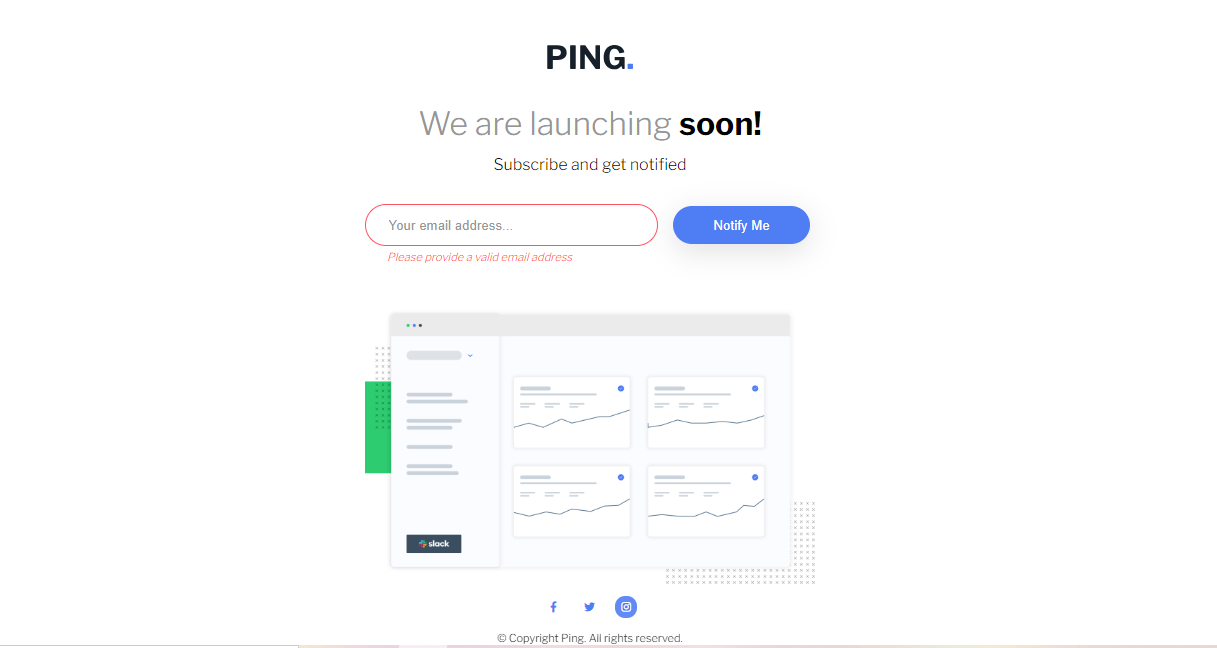 PING.
We are launching soon!
Subscribe and get notified
Your email address...
Notify Me
Please provide a valid email address
slack
© Copyright Ping. All rights reserved.